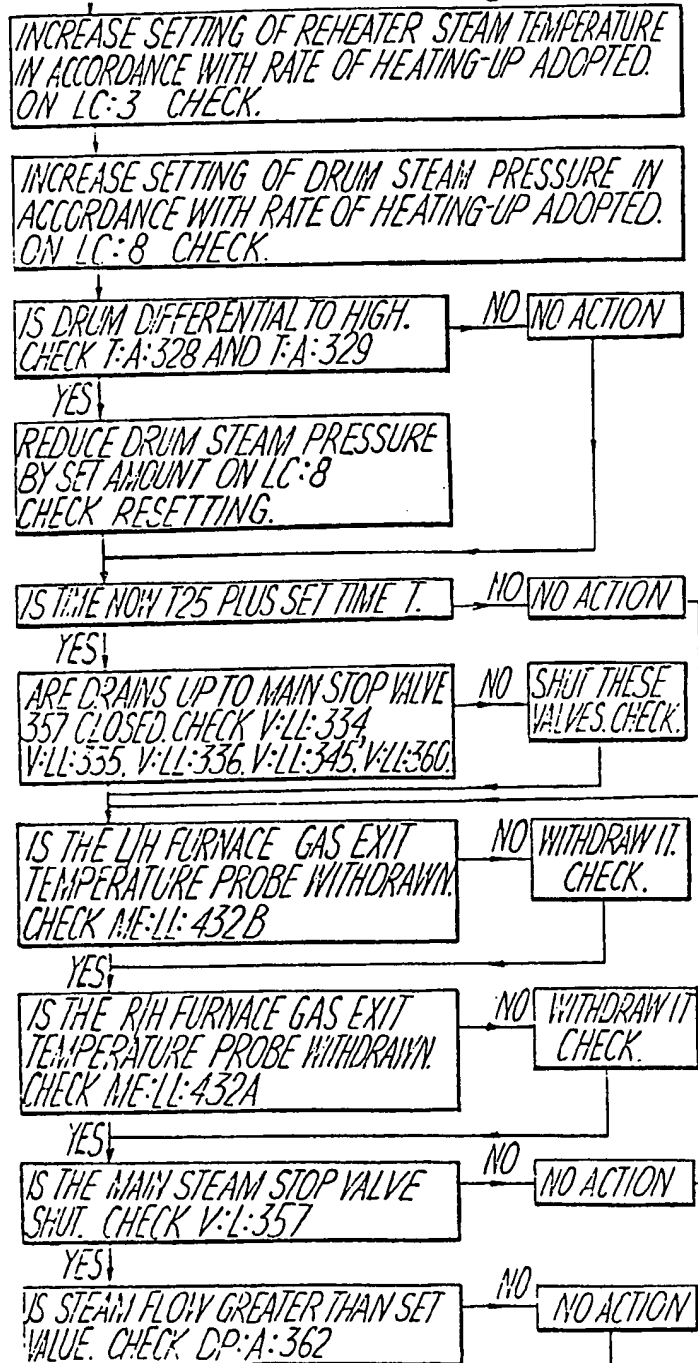 INCREASE SETTING OF REHEATER STEAM TEMPERATURE
IN ACCORDANCE WITH RATE OF HEATING-UP ADOPTED.
ON LC:3 CHECK.
INCREASE SETTING OF DRUM STEAM PRESSURE IN
ACCORDANCE WITH RATE OF HEATING-UP ADOPTED.
ON LC:8 CHECK.
IS DRUM DIFFERENTIAL TO HIGH.
CHECK T:A:328 AND T:A:329
NO
NO ACTION
YES
REDUCE DRUM STEAM PRESSURE
BY SET AMOUNT ON LC:8
CHECK RESETTING.
IS TIME NOW T25 PLUS SET TIME T.
NO
NO ACTION
YES
ARE DRAINS UP TO MAIN STOP VALVE
357 CLOSED. CHECK V:LL:334,
V:LL:335. V:LL:336. V:LL:345, V:LL:360.
NO
SHUT THESE
VALVES. CHECK.
IS THE L/H FURNACE GAS EXIT
TEMPERATURE PROBE WITHDRAWN.
CHECK ME:LL:432B
NO
WITHDRAW IT.
CHECK.
YES
IS THE R/H FURNACE GAS EXIT
TEMPERATURE PROBE WITHDRAWN.
CHECK ME:LL:432A
NO
WITHDRAW IT
CHECK.
YES
IS THE MAIN STEAM STOP VALVE
SHUT. CHECK V:L:357
NO
NO ACTION
YES
IS STEAM FLOW GREATER THAN SET
VALUE. CHECK DP:A:362
NO
NO ACTION